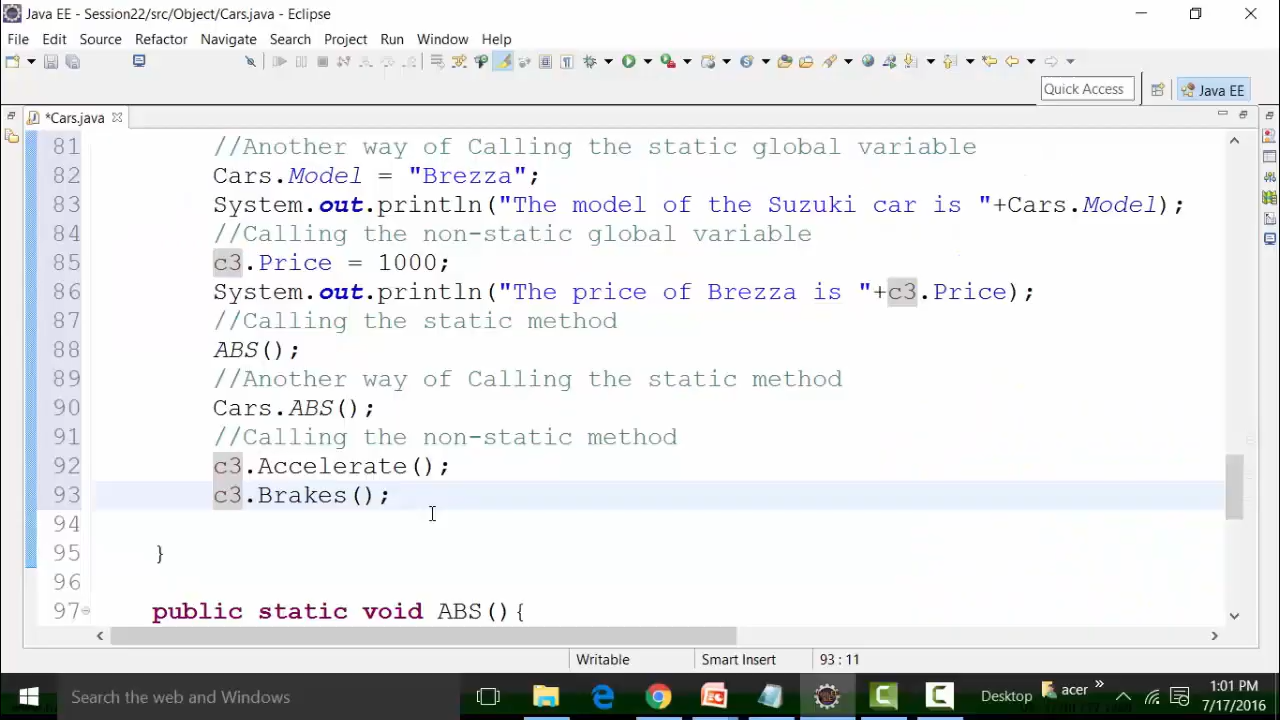 Java EE - Session22/src/Object/Cars.java - Eclipse
File Edit Source Refactor Navigate Search Project Run Window Help
Quick Access
Java EE
*Cars.java
81 //Another way of Calling the static global variable
82 Cars.Model = "Brezza";
83 System.out.println("The model of the Suzuki car is "+Cars.Model);
84 //Calling the non-static global variable
85 c3.Price = 1000;
86 System.out.println("The price of Brezza is "+c3.Price);
87 //Calling the static method
88 ABS();
89 //Another way of Calling the static method
90 Cars.ABS();
91 //Calling the non-static method
92 c3.Accelerate();
93 c3.Brakes();
94
95 }
96
97 public static void ABS(){
Writable Smart Insert 93 : 11
Search the web and Windows
Desktop acer » 1:01 PM
7/17/2016